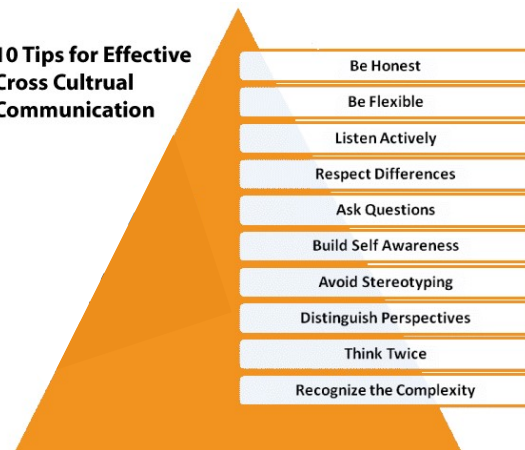 10 Tips for Effective
Cross Cultrual
Communication
Be Honest
Be Flexible
Listen Actively
Respect Differences
Ask Questions
Build Self Awareness
Avoid Stereotyping
Distinguish Perspectives
Think Twice
Recognize the Complexity